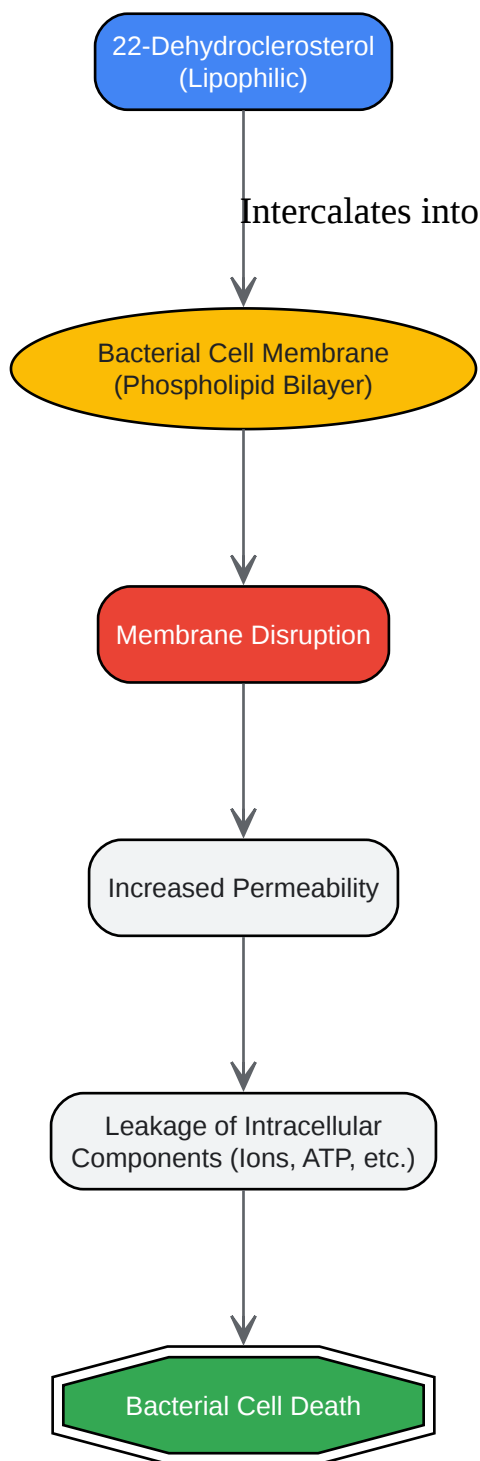 22-Dehydroclerosterol
(Lipophilic)
Intercalates into
Bacterial Cell Membrane
(Phospholipid Bilayer)
Membrane Disruption
Increased Permeability
Leakage of Intracellular
Components (Ions, ATP, etc.)
Bacterial Cell Death